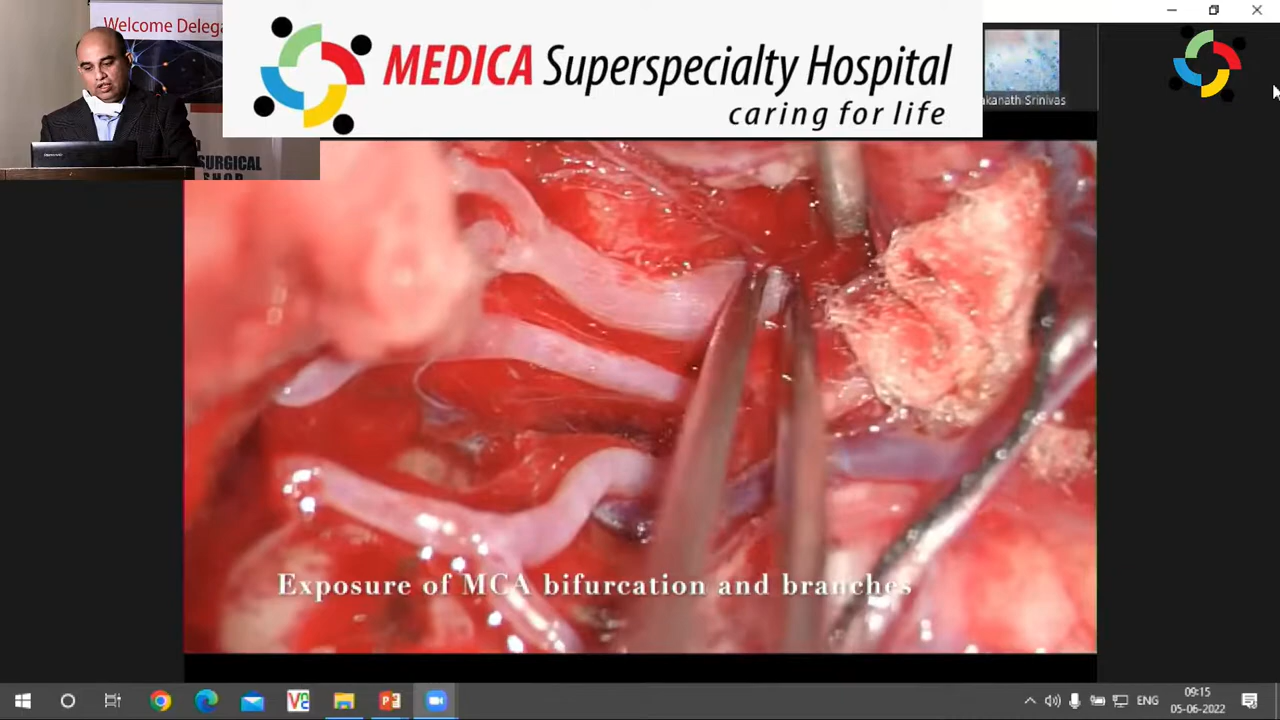 Welcome Delega
MEDICA Superspecialty Hospital
caring for life
akanath Srinivas
SURGICAL
Exposure of MCA bifurcation and branches
ENG
09:15
05-06-2022